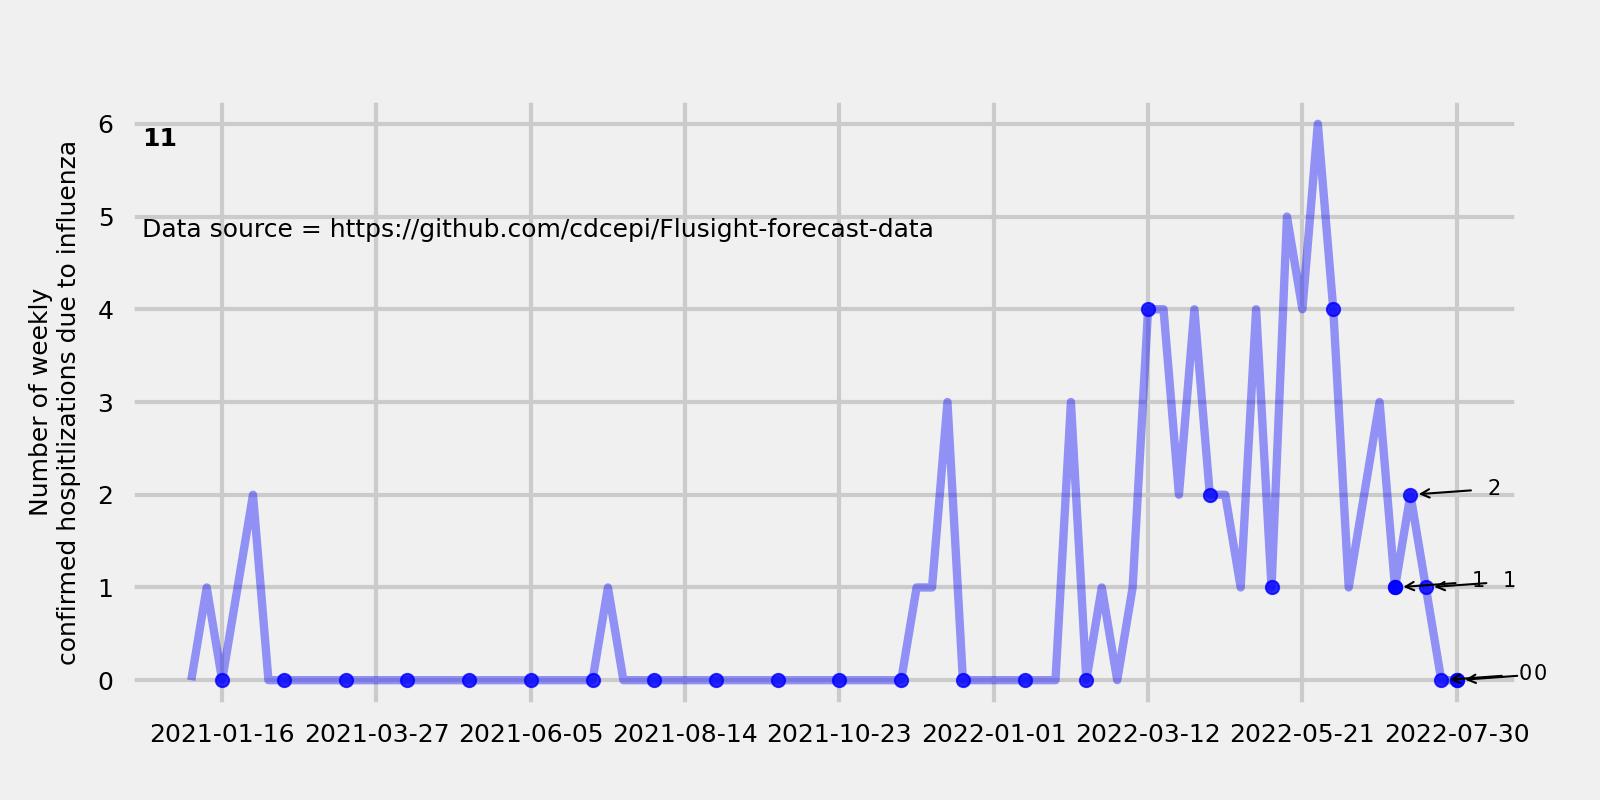 11
Data source = https://github.com/cdcepi/Flusight-forecast-data
Number of weekly
confirmed hospitlizations due to influenza
6
5
4
3
2
1
0
2
1 1
00
2021-01-16 2021-03-27 2021-06-05 2021-08-14 2021-10-23 2022-01-01 2022-03-12 2022-05-21 2022-07-30